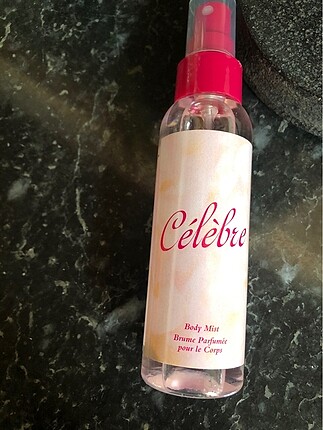 Célèbre
Body Mist
Brume Parfumée
pour le Corps